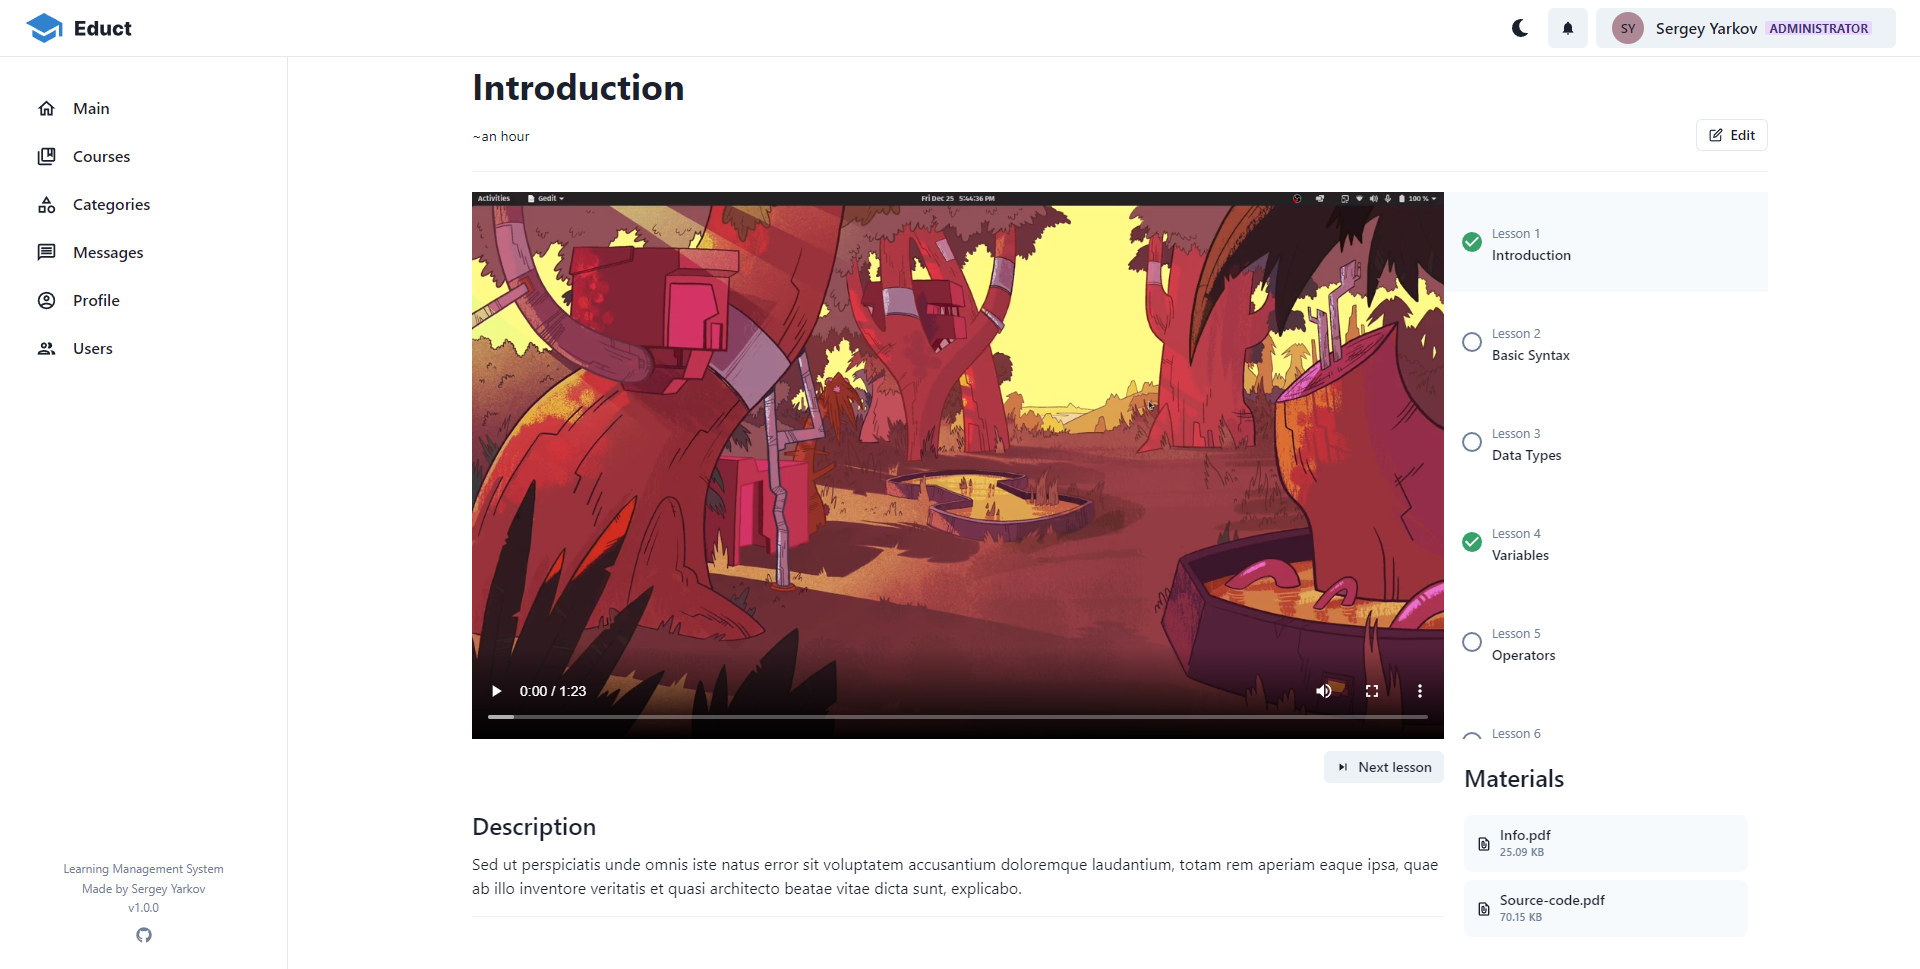 Educt
SY
Sergey Yarkov ADMINISTRATOR
Main
Courses
Categories
Messages
Profile
Users
Learning Management System
Made by Sergey Yarkov
v1.0.0
Introduction
~an hour
Edit
Activities Gedit Fri Dec 25 5:44:36 PM 100 %
0:00 / 1:23
Next lesson
Description
Sed ut perspiciatis unde omnis iste natus error sit voluptatem accusantium doloremque laudantium, totam rem aperiam eaque ipsa, quae
ab illo inventore veritatis et quasi architecto beatae vitae dicta sunt, explicabo.
Lesson 1
Introduction
Lesson 2
Basic Syntax
Lesson 3
Data Types
Lesson 4
Variables
Lesson 5
Operators
Lesson 6
Materials
Info.pdf
25.09 KB
Source-code.pdf
70.15 KB